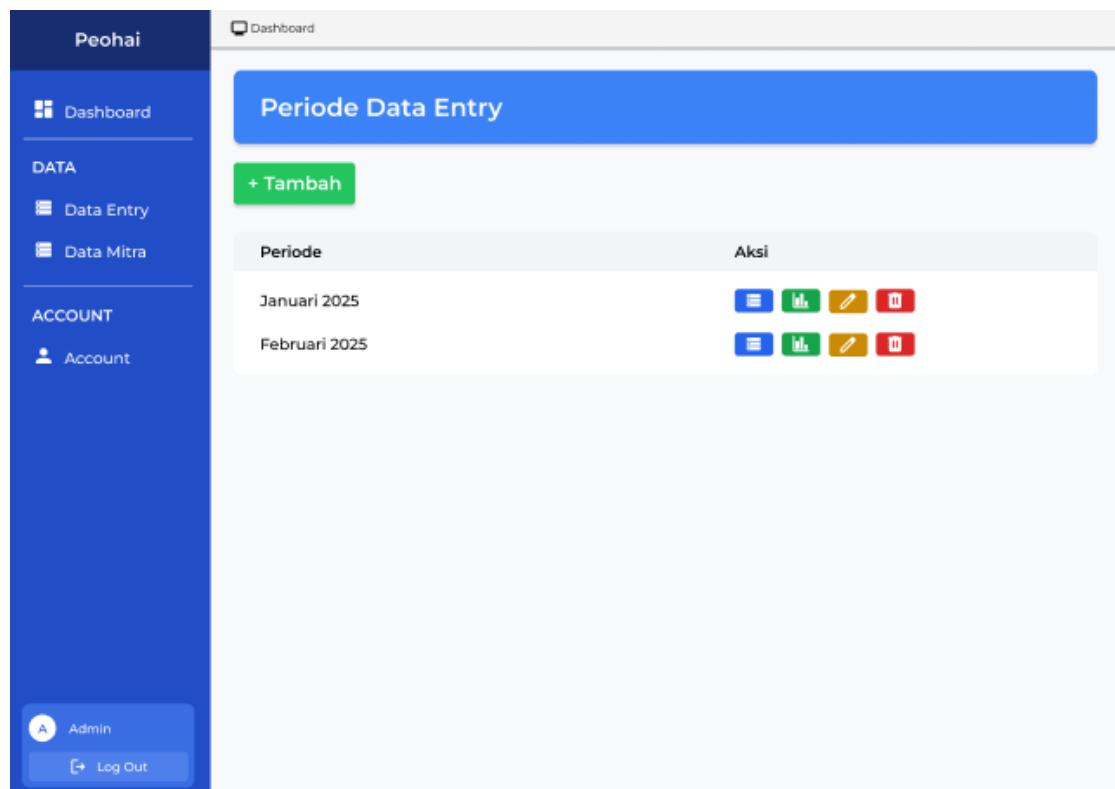 Peohai
Dashboard
DATA
Data Entry
Data Mitra
ACCOUNT
Account
A Admin
Log Out
Dashboard
Periode Data Entry
+ Tambah
Periode Aksi
Januari 2025
Februari 2025